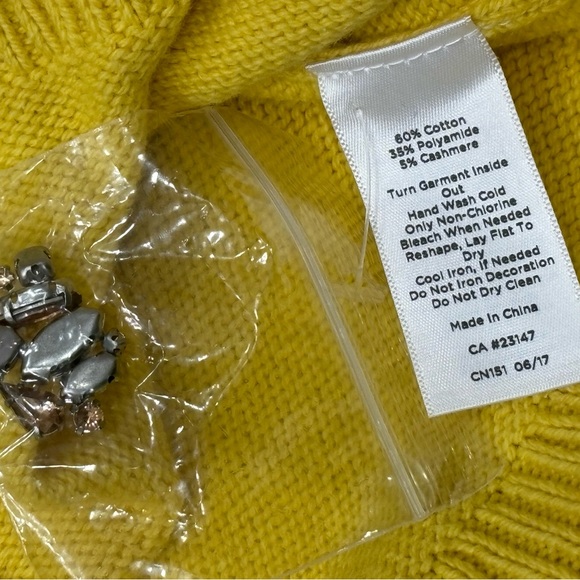 60% Cotton
35% Polyamide
5% Cashmere
Turn Garment Inside
Out
Hand Wash Cold
Only Non-Chlorine
Bleach When Needed
Reshape, Lay Flat To
Dry
Cool Iron, If Needed
Do Not Iron Decoration
Do Not Dry Clean
Made In China
CA #23147
CN151 06/17